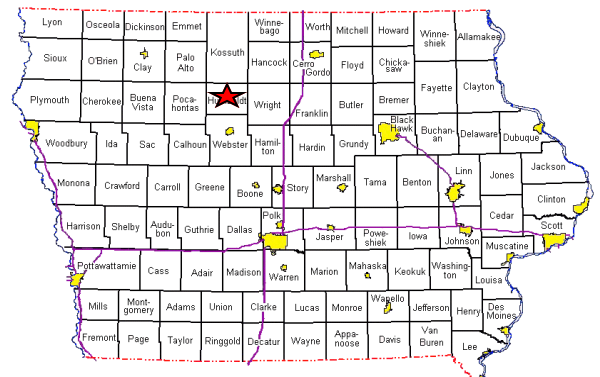 Lyon
Osceola
Dickinson
Emmet
Winne-
bago
Worth
Mitchell
Howard
Winne-
shiek
Allamakee
Kossuth
Sioux
O'Brien
Clay
Palo
Alto
Hancock
Cerro
Gordo
Floyd
Chicka-
saw
Fayette
Clayton
Plymouth
Cherokee
Buena
Vista
Poca-
hontas
Wright
Franklin
Butler
Bremer
Black
Hawk
Woodbury
Ida
Sac
Calhoun
Webster
Hamil-
ton
Hardin
Grundy
Buchan-
an
Delaware
Dubuque
Monona
Crawford
Carroll
Greene
Boone
Story
Marshall
Tama
Benton
Linn
Jones
Jackson
Clinton
Harrison
Shelby
Audu-
bon
Guthrie
Dallas
Polk
Jasper
Powe-
shiek
Iowa
Johnson
Cedar
Scott
Muscatine
Pottawattamie
Cass
Adair
Madison
Warren
Marion
Mahaska
Keokuk
Washing-
ton
Louisa
Mills
Mont-
gomery
Adams
Union
Clarke
Lucas
Monroe
Wapello
Jefferson
Henry
Des
Moines
Fremont
Page
Taylor
Ringgold
Decatur
Wayne
Appa-
noose
Davis
Van
Buren
Lee